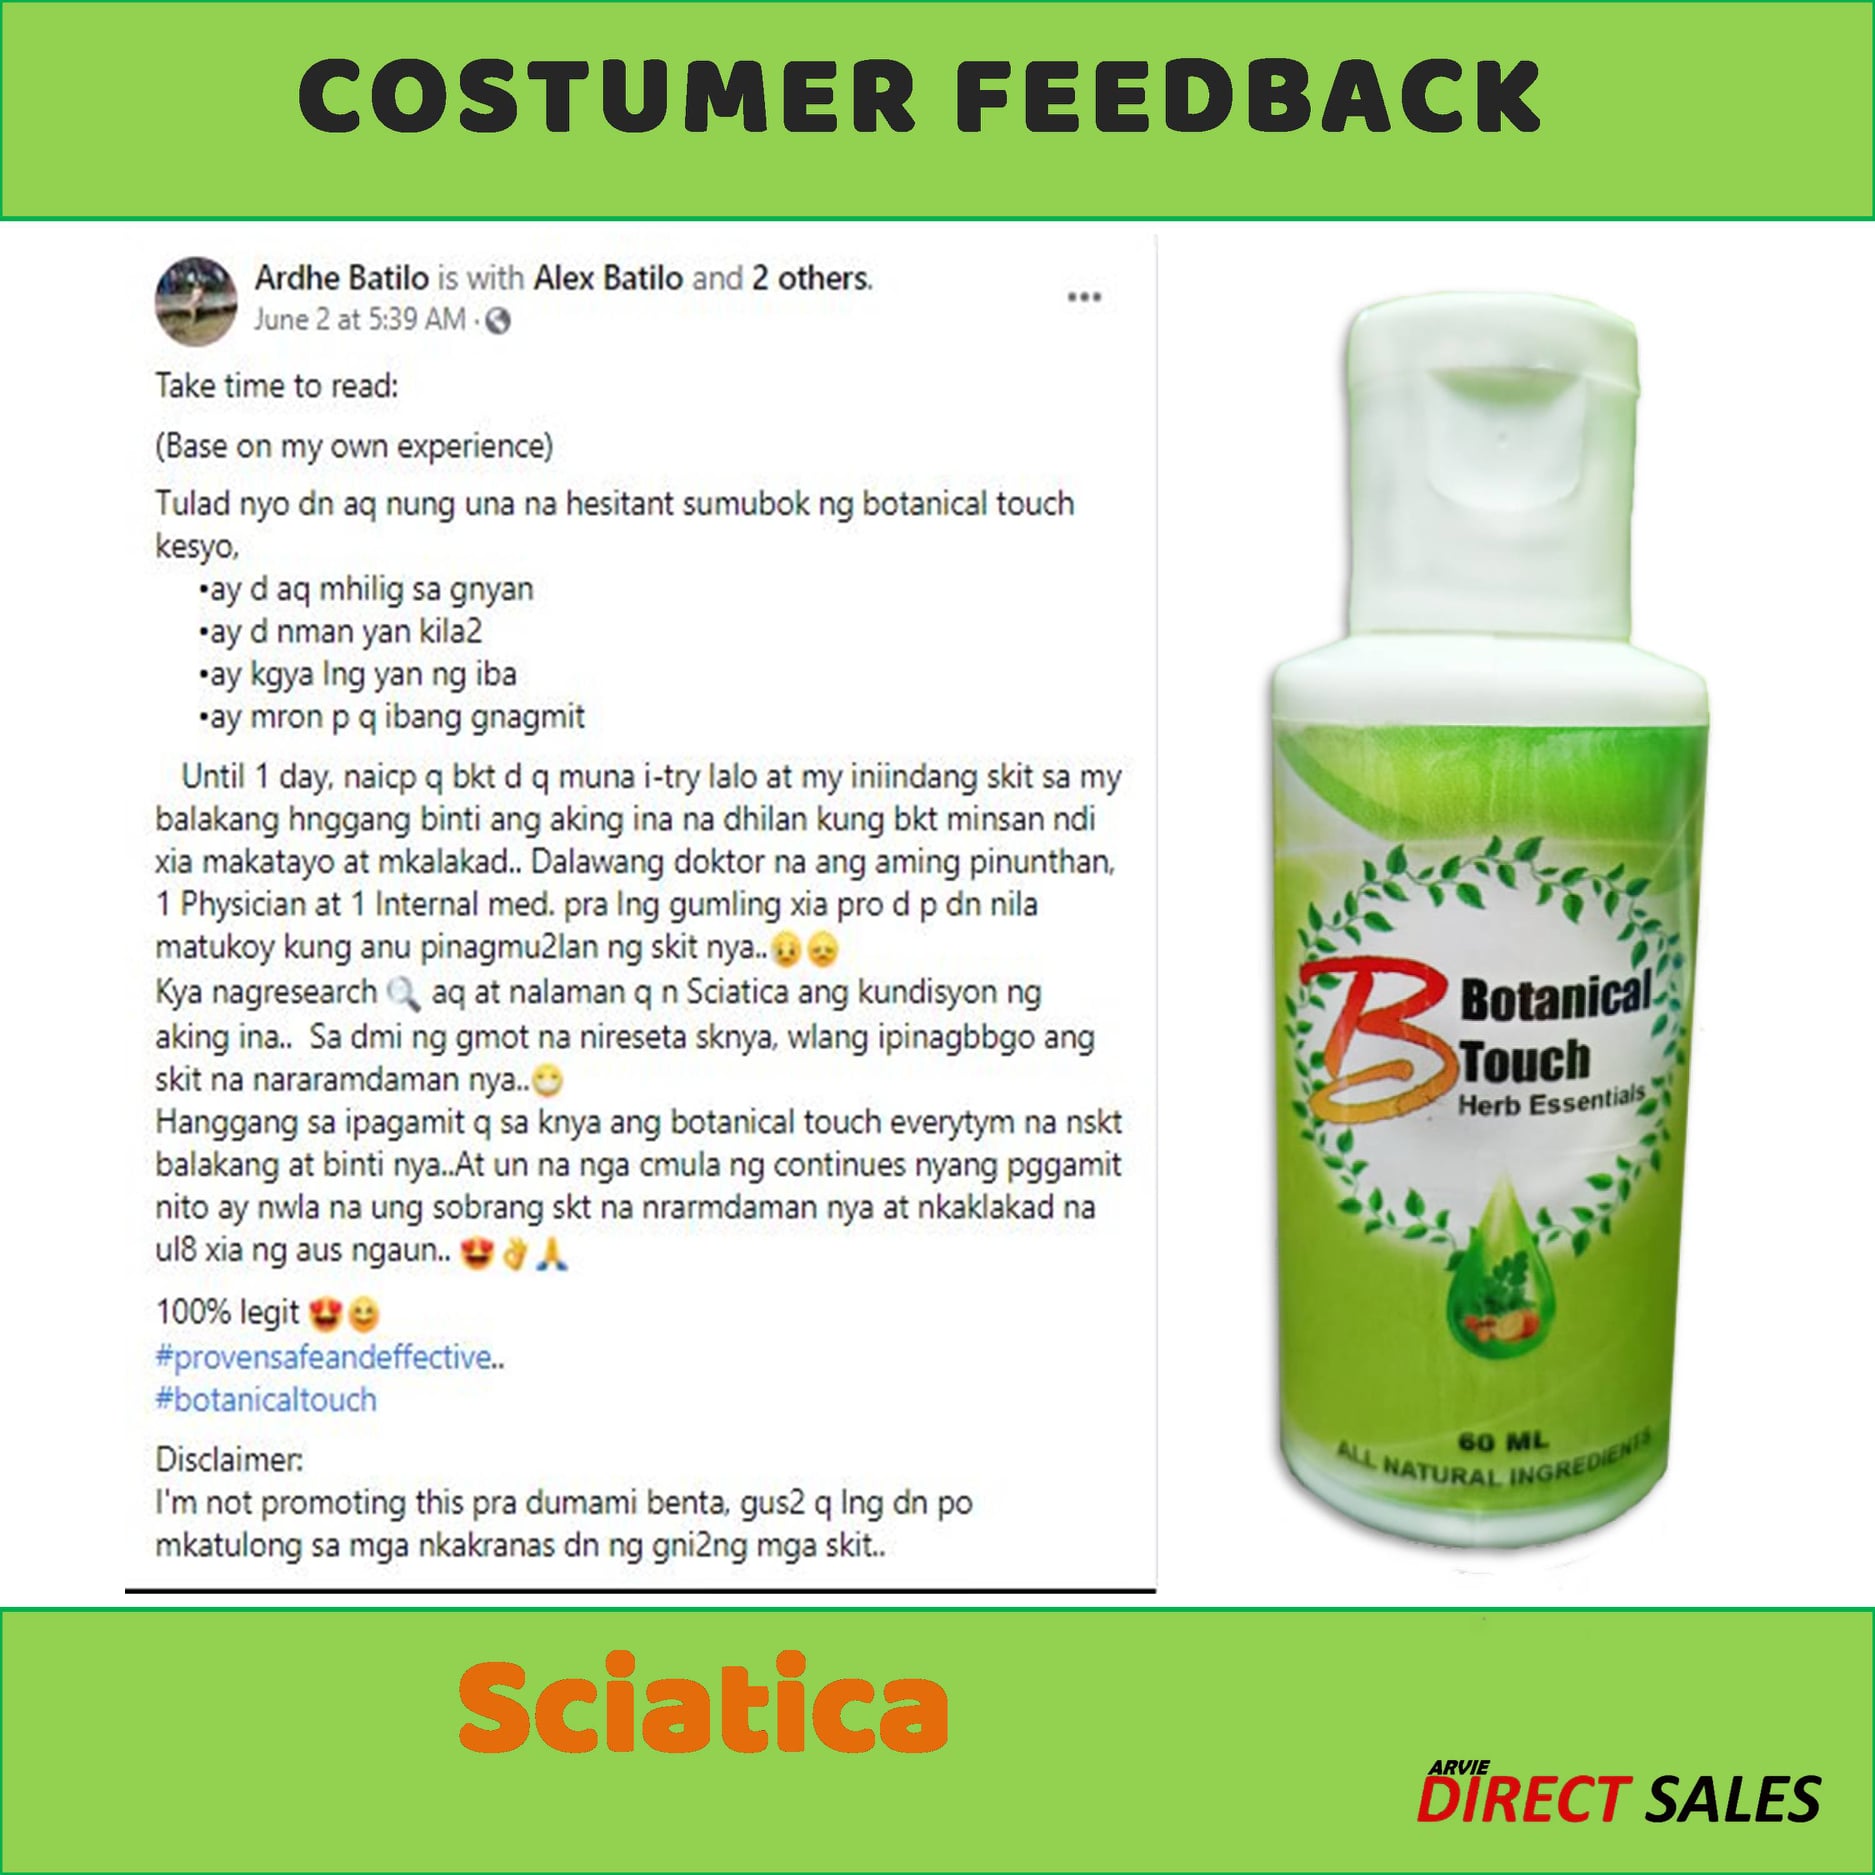 COSTUMER FEEDBACK
Ardhe Batilo is with Alex Batilo and 2 others.
June 2 at 5:39 AM ·
Take time to read:
(Base on my own experience)
Tulad nyo dn aq nung una na hesitant sumubok ng botanical touch
kesyo,
•ay d aq mhilig sa gnyan
•ay d nman yan kila2
•ay kgya lng yan ng iba
•ay mron p q ibang gnagmit
Until 1 day, naicp q bkt d q muna i-try lalo at my iniindang skit sa my
balakang hnggang binti ang aking ina na dhilan kung bkt minsan ndi
xia makatayo at mkalakad.. Dalawang doktor na ang aming pinunthan,
1 Physician at 1 Internal med. pra lng gumling xia pro d p dn nila
matukoy kung anu pinagmu2lan ng skit nya..😥😞
Kya nagresearch 🔍 aq at nalaman q n Sciatica ang kundisyon ng
aking ina.. Sa dmi ng gmot na nireseta sknya, wlang ipinagbbgo ang
skit na nararamdaman nya..😷
Hanggang sa ipagamit q sa knya ang botanical touch everytym na nskt
balakang at binti nya..At un na nga cmula ng continues nyang pggamit
nito ay nwla na ung sobrang skt na nrarmdaman nya at nkaklakad na
ul8 xia ng aus ngaun.. 😍👌🙏
100% legit 😍😊
#provensafeandeffective..
#botanicaltouch
Disclaimer:
I'm not promoting this pra dumami benta, gus2 q lng dn po
mkatulong sa mga nkakranas dn ng gni2ng mga skit..
B Botanical
Touch
Herb Essentials
60 ML
ALL NATURAL INGREDIENTS
Sciatica
ARVIE
DIRECT SALES